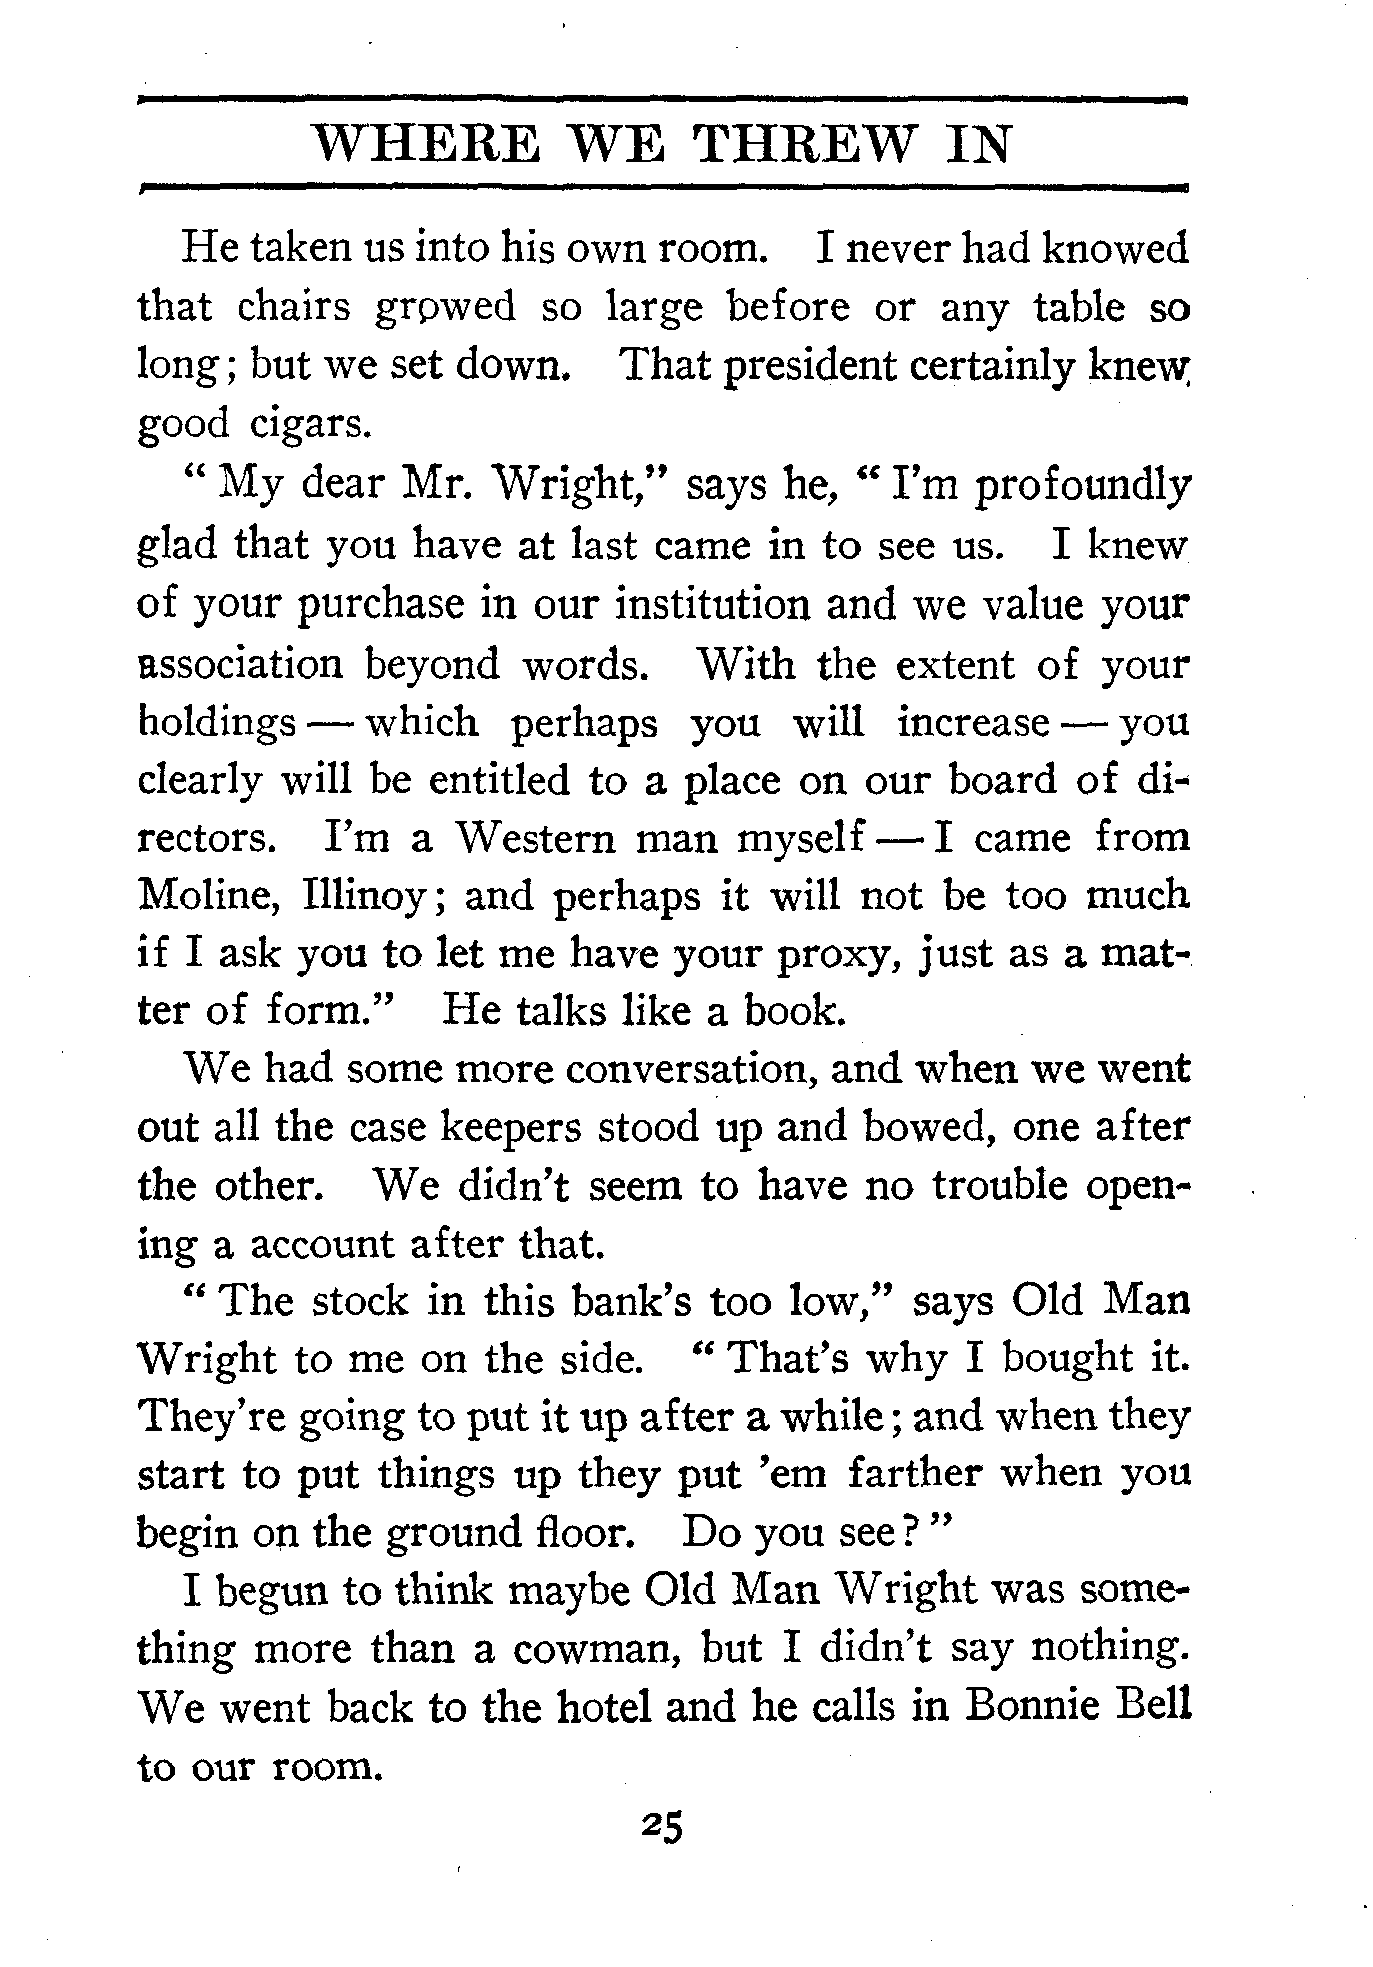 WHERE WE THREW IN
He taken us into his own room. I never had knowed
that chairs growed so large before or any table so
long; but we set down. That president certainly knew
good cigars.
“ My dear Mr. Wright,” says he, “ I’m profoundly
glad that you have at last came in to see us. I knew
of your purchase in our institution and we value your
association beyond words. With the extent of your
holdings — which perhaps you will increase — you
clearly will be entitled to a place on our board of di-
rectors. I’m a Western man myself — I came from
Moline, Illinoy; and perhaps it will not be too much
if I ask you to let me have your proxy, just as a mat-
ter of form.” He talks like a book.
We had some more conversation, and when we went
out all the case keepers stood up and bowed, one after
the other. We didn’t seem to have no trouble open-
ing a account after that.
“ The stock in this bank’s too low,” says Old Man
Wright to me on the side. “ That’s why I bought it.
They’re going to put it up after a while; and when they
start to put things up they put ’em farther when you
begin on the ground floor. Do you see? ”
I begun to think maybe Old Man Wright was some-
thing more than a cowman, but I didn’t say nothing.
We went back to the hotel and he calls in Bonnie Bell
to our room.
25